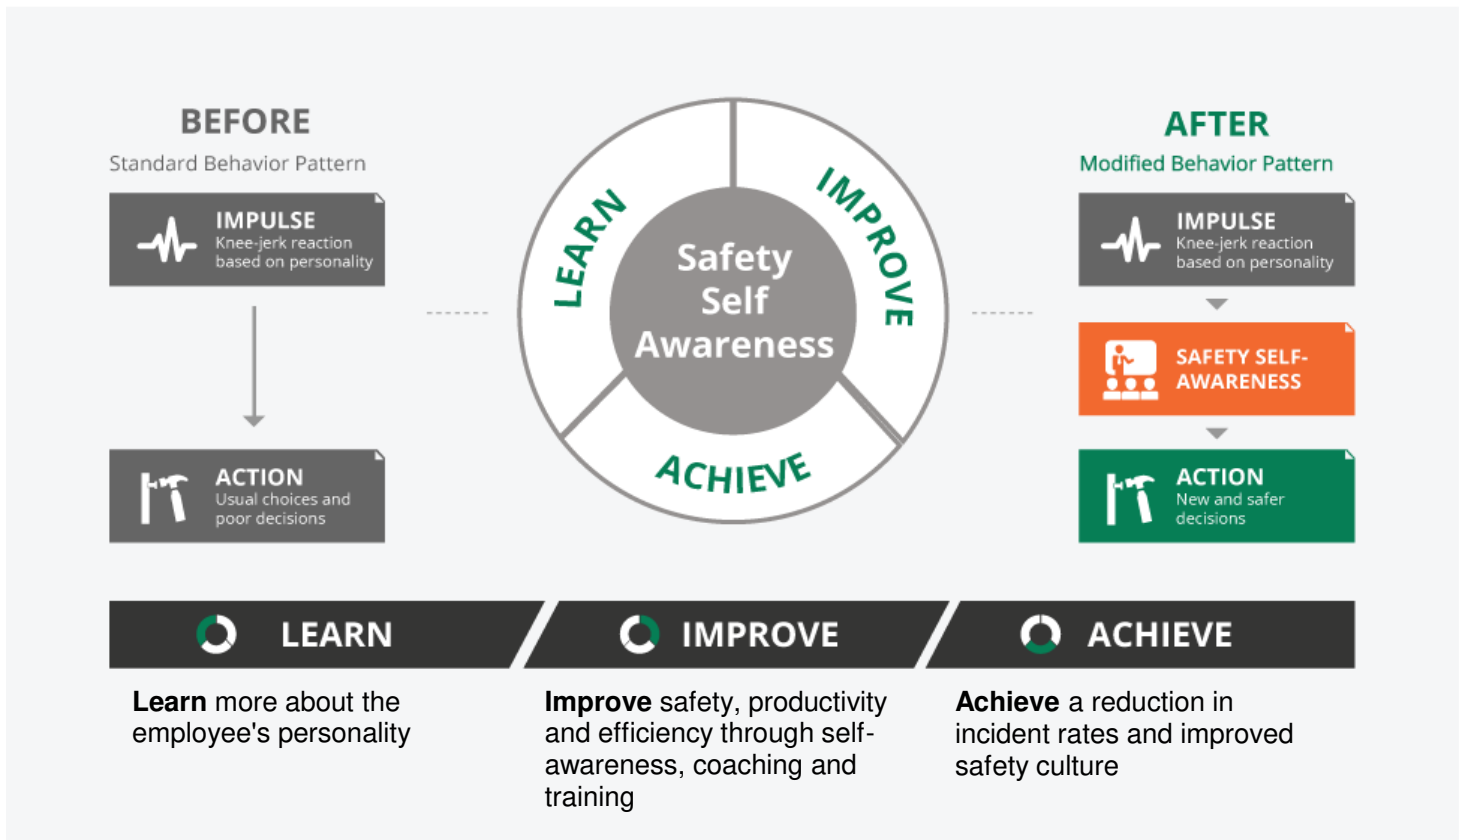 BEFORE
Standard Behavior Pattern
IMPULSE
Knee-jerk reaction
based on personality
ACTION
Usual choices and
poor decisions
LEARN
IMPROVE
ACHIEVE
Safety
Self
Awareness
AFTER
Modified Behavior Pattern
IMPULSE
Knee-jerk reaction
based on personality
SAFETY SELF-
AWARENESS
ACTION
New and safer
decisions
LEARN
Learn more about the
employee's personality
IMPROVE
Improve safety, productivity
and efficiency through self-
awareness, coaching and
training
ACHIEVE
Achieve a reduction in
incident rates and improved
safety culture